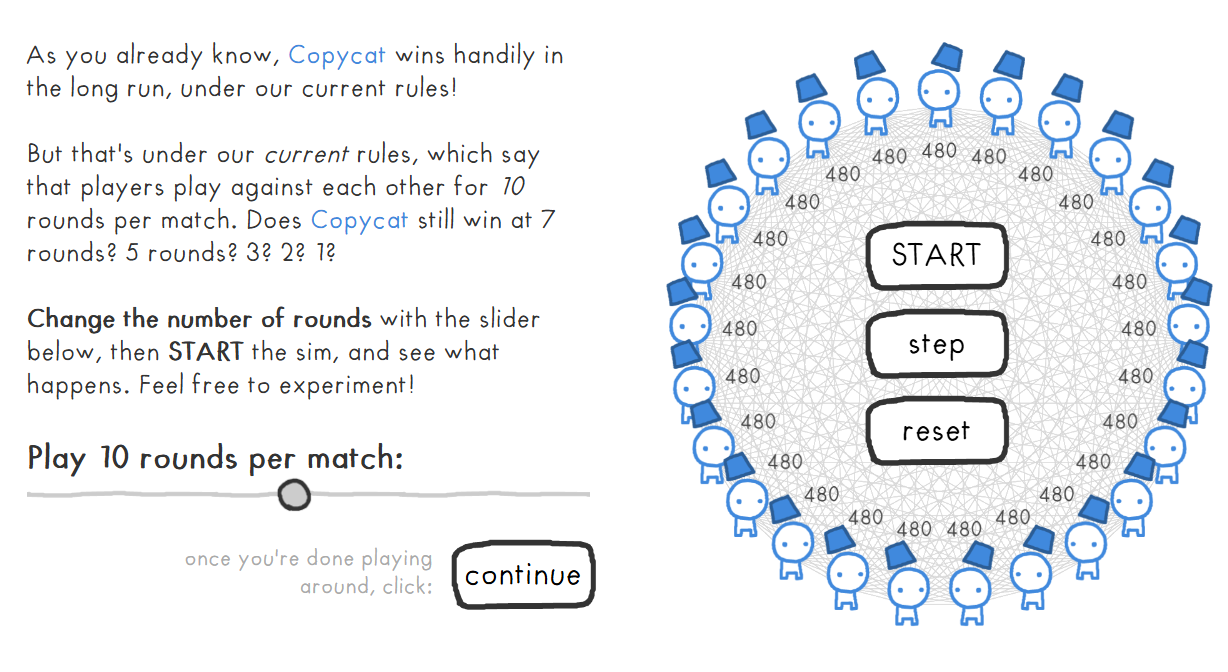 As you already know, Copycat wins handily in
the long run, under our current rules!
But that's under our current rules, which say
that players play against each other for 10
rounds per match. Does Copycat still win at 7
rounds? 5 rounds? 3? 2? 1?
Change the number of rounds with the slider
below, then START the sim, and see what
happens. Feel free to experiment!
Play 10 rounds per match:
once you're done playing
around, click:
continue
480 480 480
480 480
480 480
480 480
START
480 480
480 480
step
480 480
480 480
reset
480 480
480 480
480 480
480 480